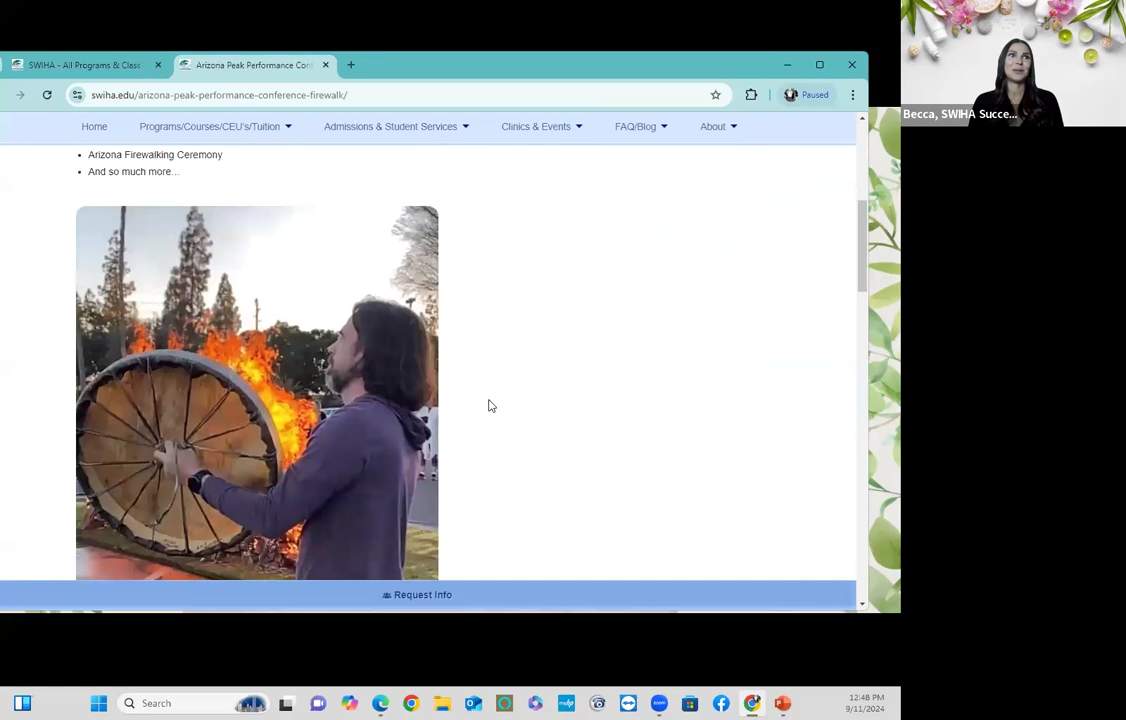 SWIHA - All Programs & Class
Arizona Peak Performance Con
swiha.edu/arizona-peak-performance-conference-firewalk/
Paused
Home
Programs/Courses/CEU's/Tuition
Admissions & Student Services
Clinics & Events
FAQ/Blog
About
• Arizona Firewalking Ceremony
• And so much more…
Request Info
Becca, SWIHA Succe...
Search
12:48 PM
9/11/2024